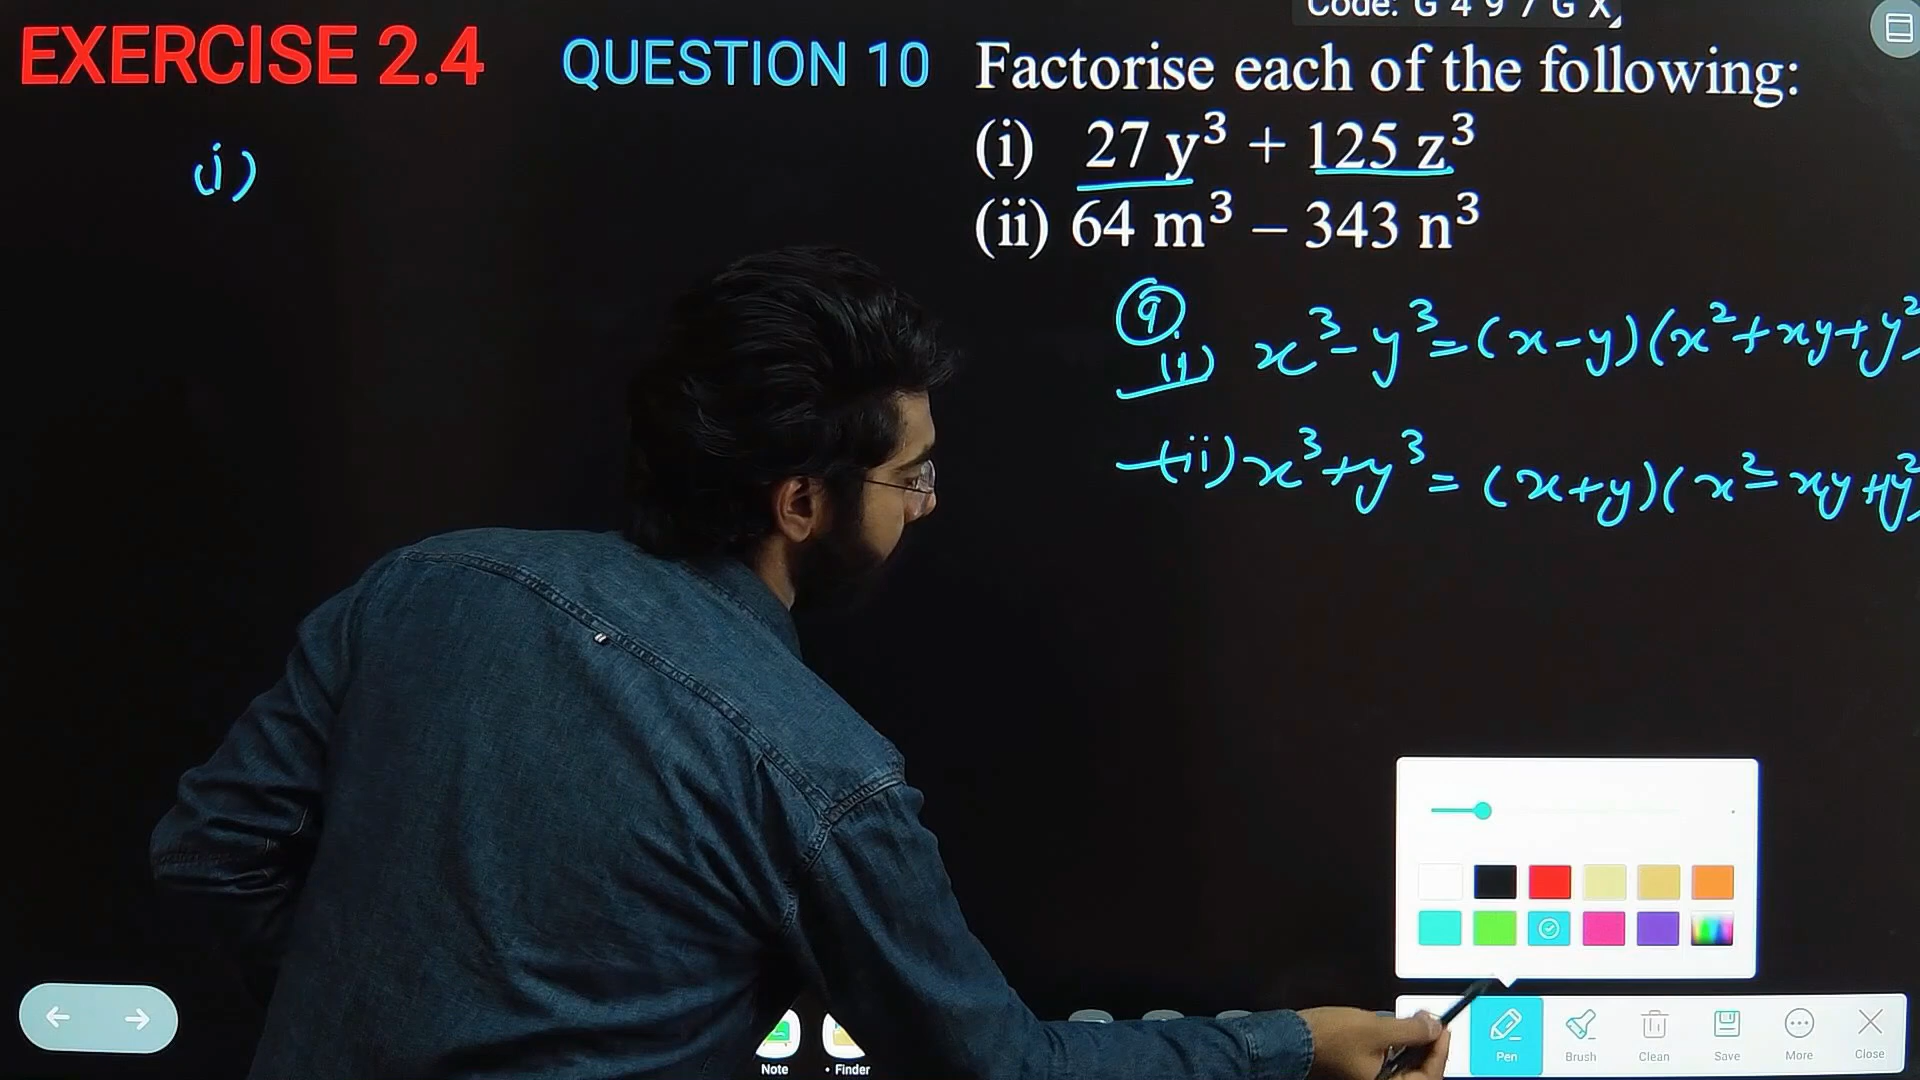 Code: G 4 9 7 G X
EXERCISE 2.4 QUESTION 10 Factorise each of the following:
(i) 27 y³ + 125 z³
(ii) 64 m³ – 343 n³
(i)
9
(i) x³ - y³ = (x - y) (x² + xy + y²
(ii) x³ + y³ = (x + y) (x² - xy + y²)
Note
• Finder
Pen
Brush
Clean
Save
More
Close